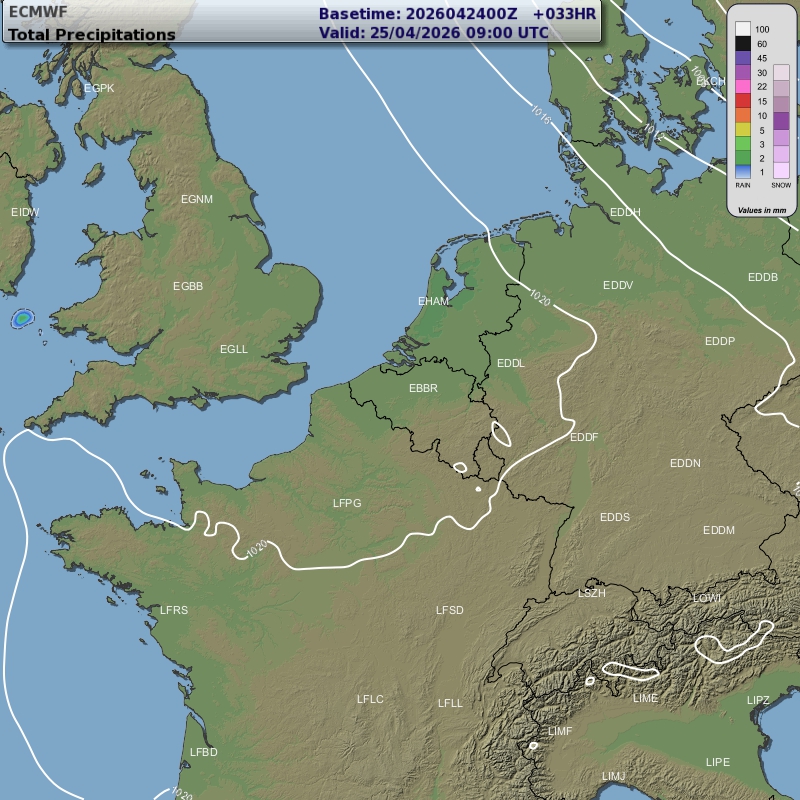 ECMWF
Basetime: 2026042400Z +033HR
Total Precipitations
Valid: 25/04/2026 09:00 UTC
100
60
45
30
22
15
10
5
3
2
1
RAIN
SNOW
Values in mm
EGPK
EKCH
1016
1012
EGNM
EIDW
EDDH
EGBB
EDDV
EDDB
EHAM
1020
EGLL
EDDP
EDDL
EBBR
EDDF
EDDN
LFPG
EDDS
EDDM
1020
LSZH
LOWI
LFRS
LFSD
LFLC
LFLL
LIME
LIPZ
LIMF
LFBD
LIPE
LIMJ
1020